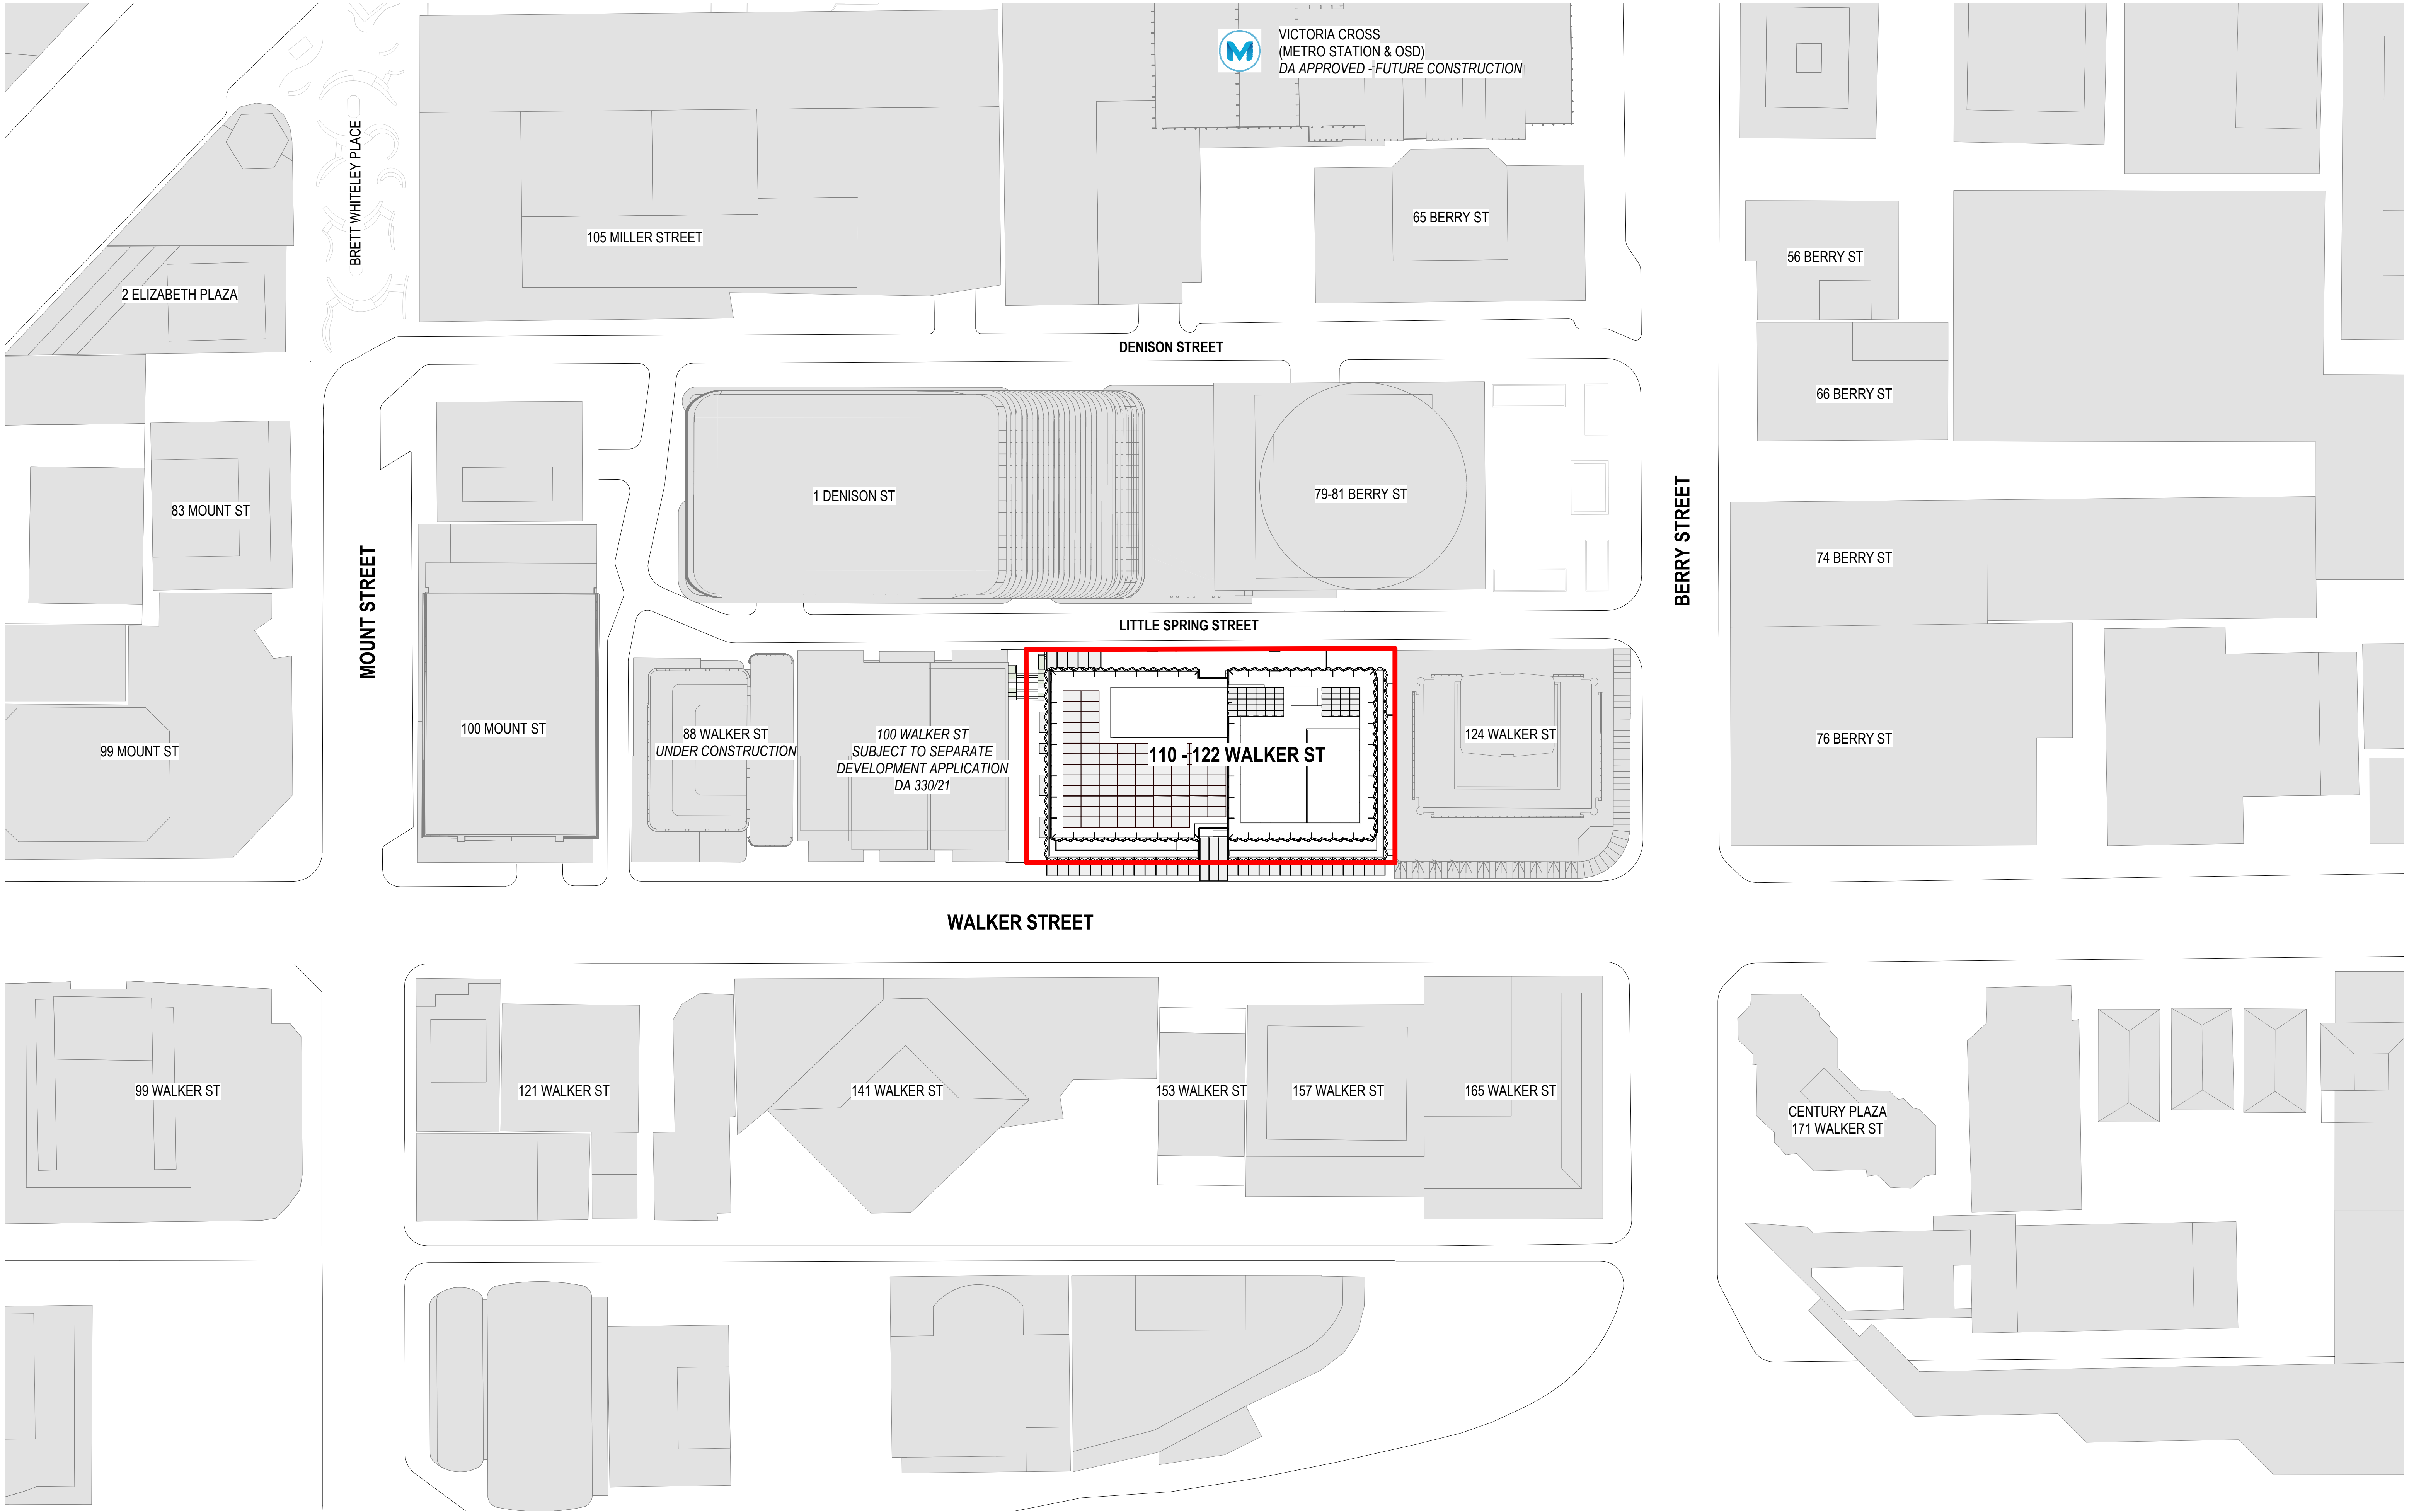 VICTORIA CROSS
(METRO STATION & OSD)
DA APPROVED - FUTURE CONSTRUCTION
M
BRETT WHITELEY PLACE
105 MILLER STREET
65 BERRY ST
56 BERRY ST
2 ELIZABETH PLAZA
DENISON STREET
66 BERRY ST
1 DENISON ST
79-81 BERRY ST
83 MOUNT ST
MOUNT STREET
BERRY STREET
74 BERRY ST
LITTLE SPRING STREET
99 MOUNT ST
100 MOUNT ST
88 WALKER ST
UNDER CONSTRUCTION
100 WALKER ST
SUBJECT TO SEPARATE
DEVELOPMENT APPLICATION
DA 330/21
110 - 122 WALKER ST
124 WALKER ST
76 BERRY ST
WALKER STREET
99 WALKER ST
121 WALKER ST
141 WALKER ST
153 WALKER ST
157 WALKER ST
165 WALKER ST
CENTURY PLAZA
171 WALKER ST